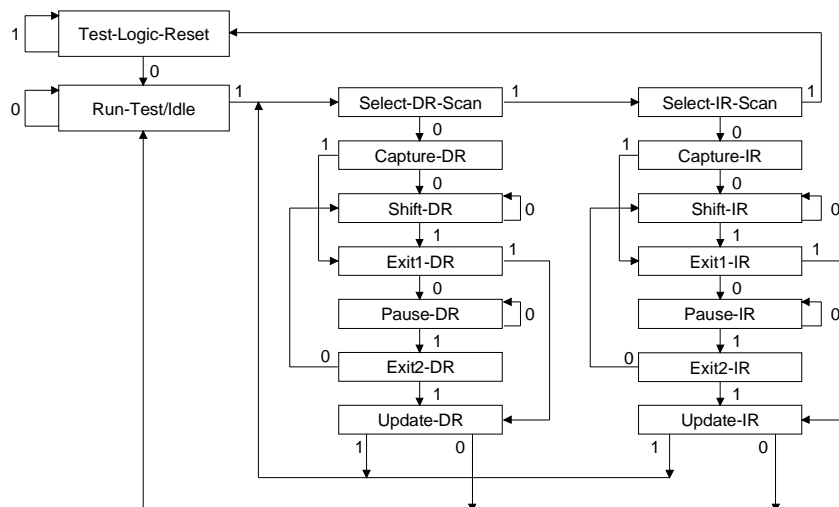 1 Test-Logic-Reset
0
0 Run-Test/Idle 1 Select-DR-Scan 1 Select-IR-Scan 1
0 0
1 Capture-DR 1 Capture-IR
0 0
Shift-DR 0 Shift-IR 0
1 1
Exit1-DR 1 Exit1-IR 1
0 0
Pause-DR 0 Pause-IR 0
1 1
0 Exit2-DR 0 Exit2-IR
1 1
Update-DR Update-IR
1 0 1 0